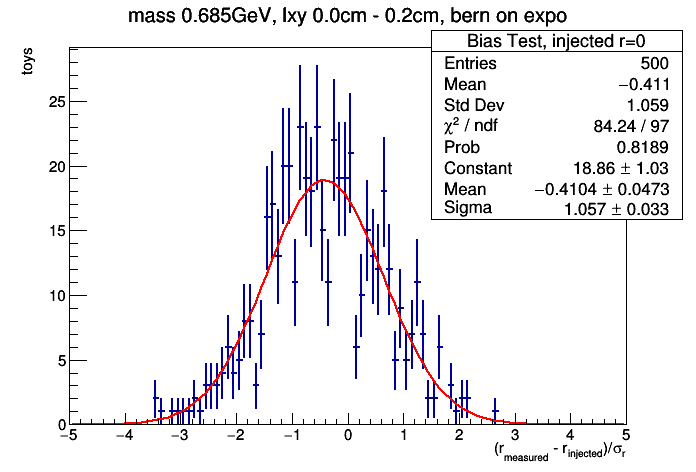 mass 0.685GeV, lxy 0.0cm - 0.2cm, bern on expo
toys
Bias Test, injected r=0
Entries 500
Mean −0.411
Std Dev 1.059
χ² / ndf 84.24 / 97
Prob 0.8189
Constant 18.86 ± 1.03
Mean −0.4104 ± 0.0473
Sigma 1.057 ± 0.033
25
20
15
10
5
0
−5 −4 −3 −2 −1 0 1 2 3 4 5
(r_measured - r_injected)/σ_r